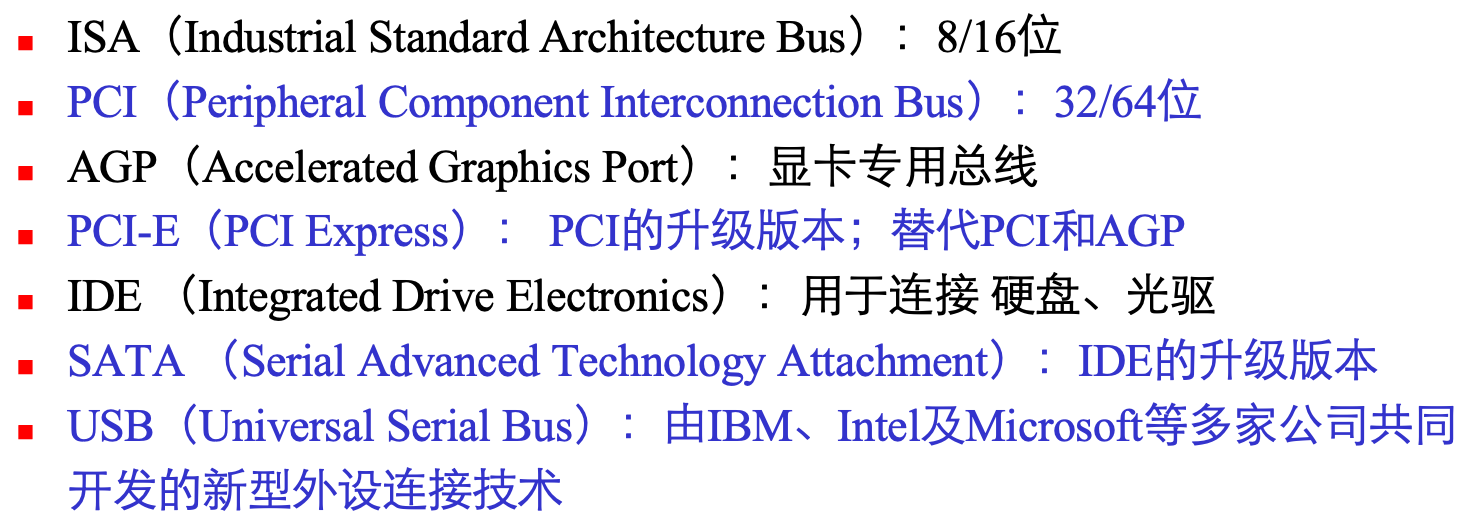 ISA（Industrial Standard Architecture Bus）：8/16位
PCI（Peripheral Component Interconnection Bus）：32/64位
AGP（Accelerated Graphics Port）：显卡专用总线
PCI-E（PCI Express）： PCI的升级版本；替代PCI和AGP
IDE （Integrated Drive Electronics）：用于连接 硬盘、光驱
SATA （Serial Advanced Technology Attachment）：IDE的升级版本
USB（Universal Serial Bus）：由IBM、Intel及Microsoft等多家公司共同
开发的新型外设连接技术